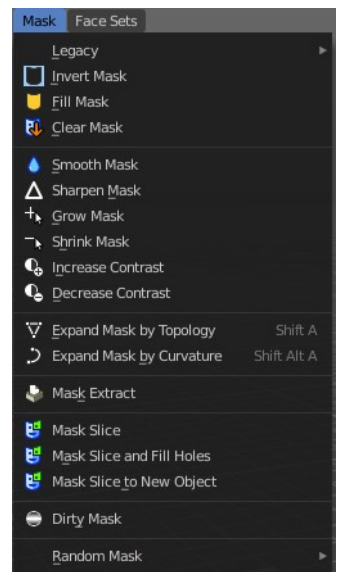 Mask Face Sets
Legacy
Invert Mask
Fill Mask
Clear Mask
Smooth Mask
Sharpen Mask
Grow Mask
Shrink Mask
Increase Contrast
Decrease Contrast
Expand Mask by Topology Shift A
Expand Mask by Curvature Shift Alt A
Mask Extract
Mask Slice
Mask Slice and Fill Holes
Mask Slice to New Object
Dirty Mask
Random Mask